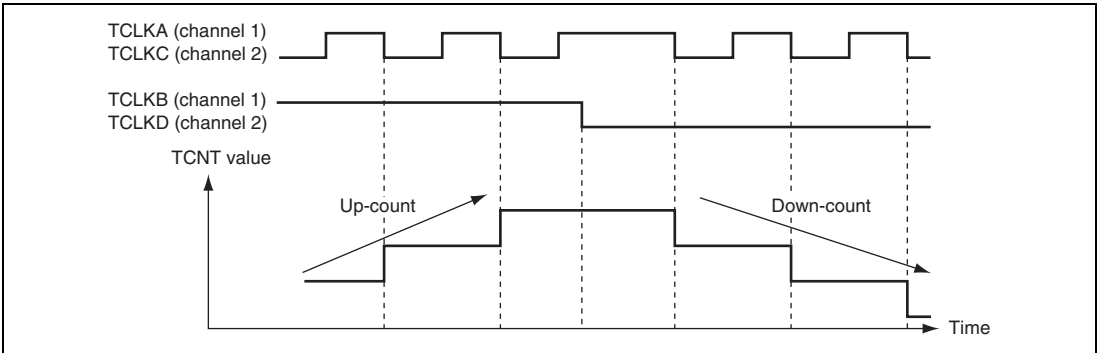 TCLKA (channel 1)
TCLKC (channel 2)
TCLKB (channel 1)
TCLKD (channel 2)
TCNT value
Up-count
Down-count
Time